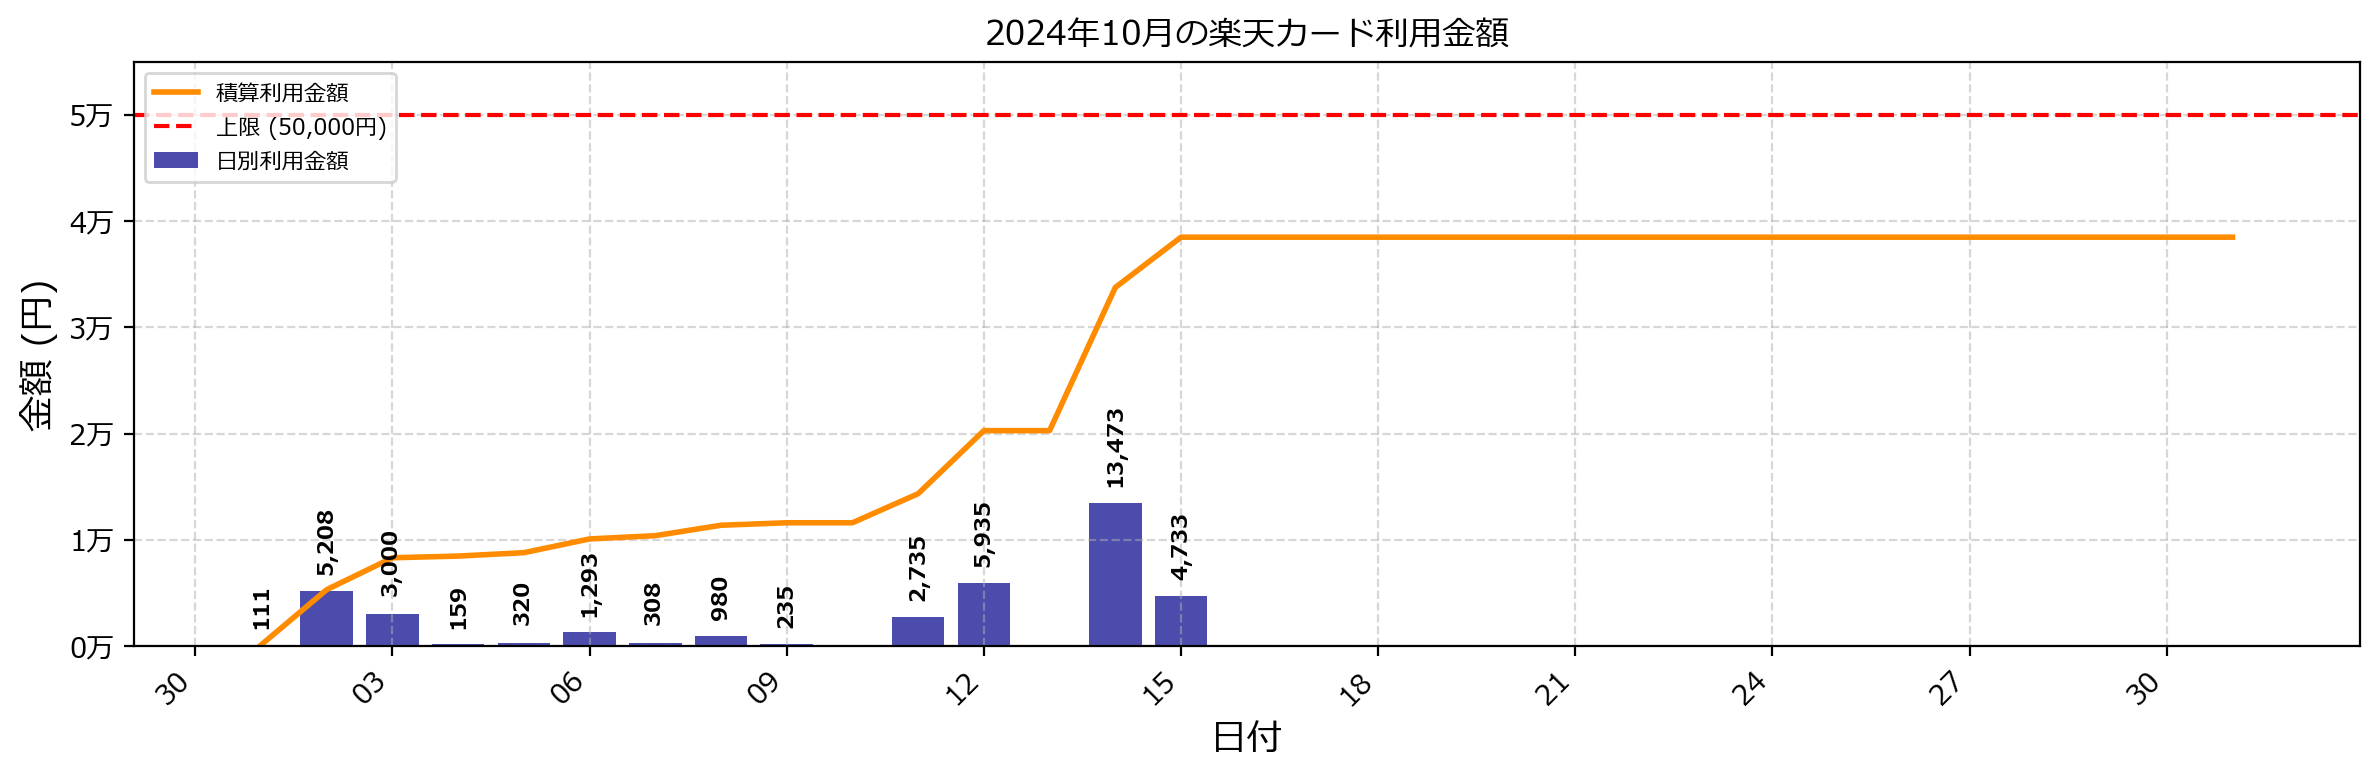 2024年10月の楽天カード利用金額
積算利用金額
上限 (50,000円)
日別利用金額
金額 (円)
5万
4万
3万
2万
1万
0万
111
5,208
3,000
159
320
1,293
308
980
235
2,735
5,935
13,473
4,733
30
03
06
09
12
15
18
21
24
27
30
日付